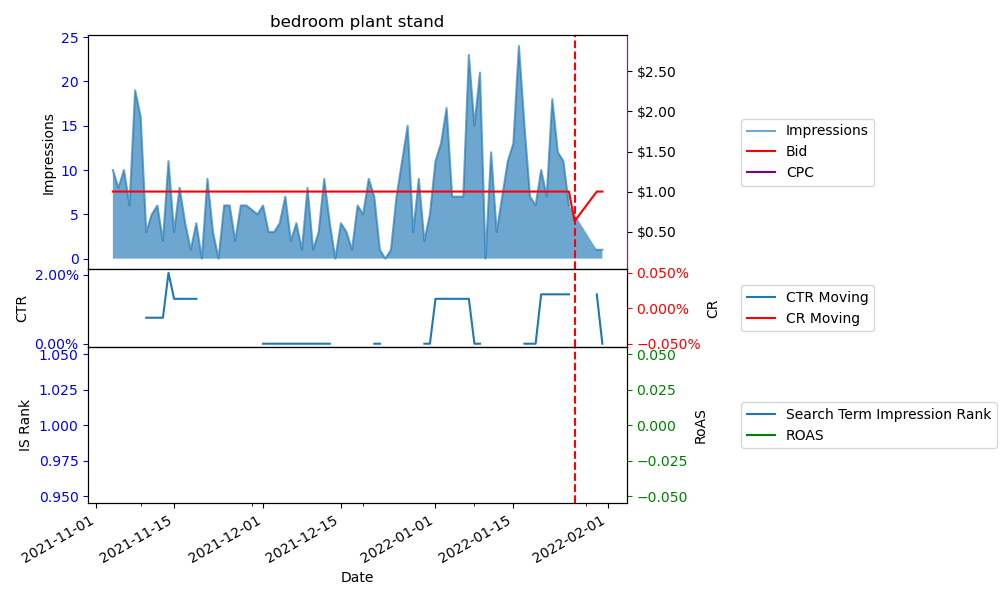 bedroom plant stand
25
20
15
10
5
0
Impressions
$2.50
$2.00
$1.50
$1.00
$0.50
Impressions
Bid
CPC
2.00%
0.00%
CTR
0.050%
0.000%
−0.050%
CR
CTR Moving
CR Moving
1.050
1.025
1.000
0.975
0.950
IS Rank
0.050
0.025
0.000
−0.025
−0.050
RoAS
Search Term Impression Rank
ROAS
2021-11-01
2021-11-15
2021-12-01
2021-12-15
2022-01-01
2022-01-15
2022-02-01
Date